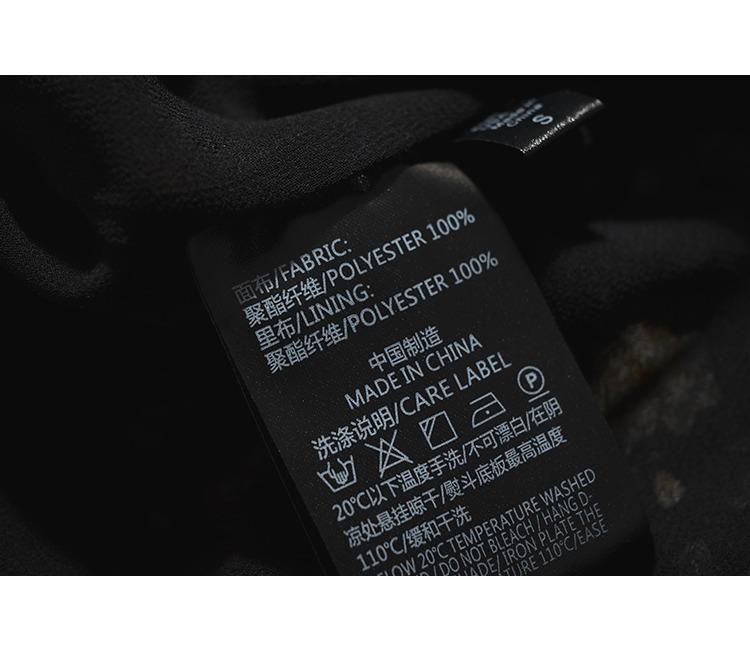 S
China
面布/FABRIC:
聚酯纤维/POLYESTER 100%
里布/LINING:
聚酯纤维/POLYESTER 100%
中国制造
MADE IN CHINA
洗涤说明/CARE LABEL
P
20℃以下温度手洗/不可漂白/在阴
凉处悬挂晾干/熨斗底板最高温度
110℃/缓和干洗
LOW 20℃ TEMPERATURE WASHED
/ DO NOT BLEACH / HANG D-
HADE/ IRON PLATE THE
TURE 110℃/EASE